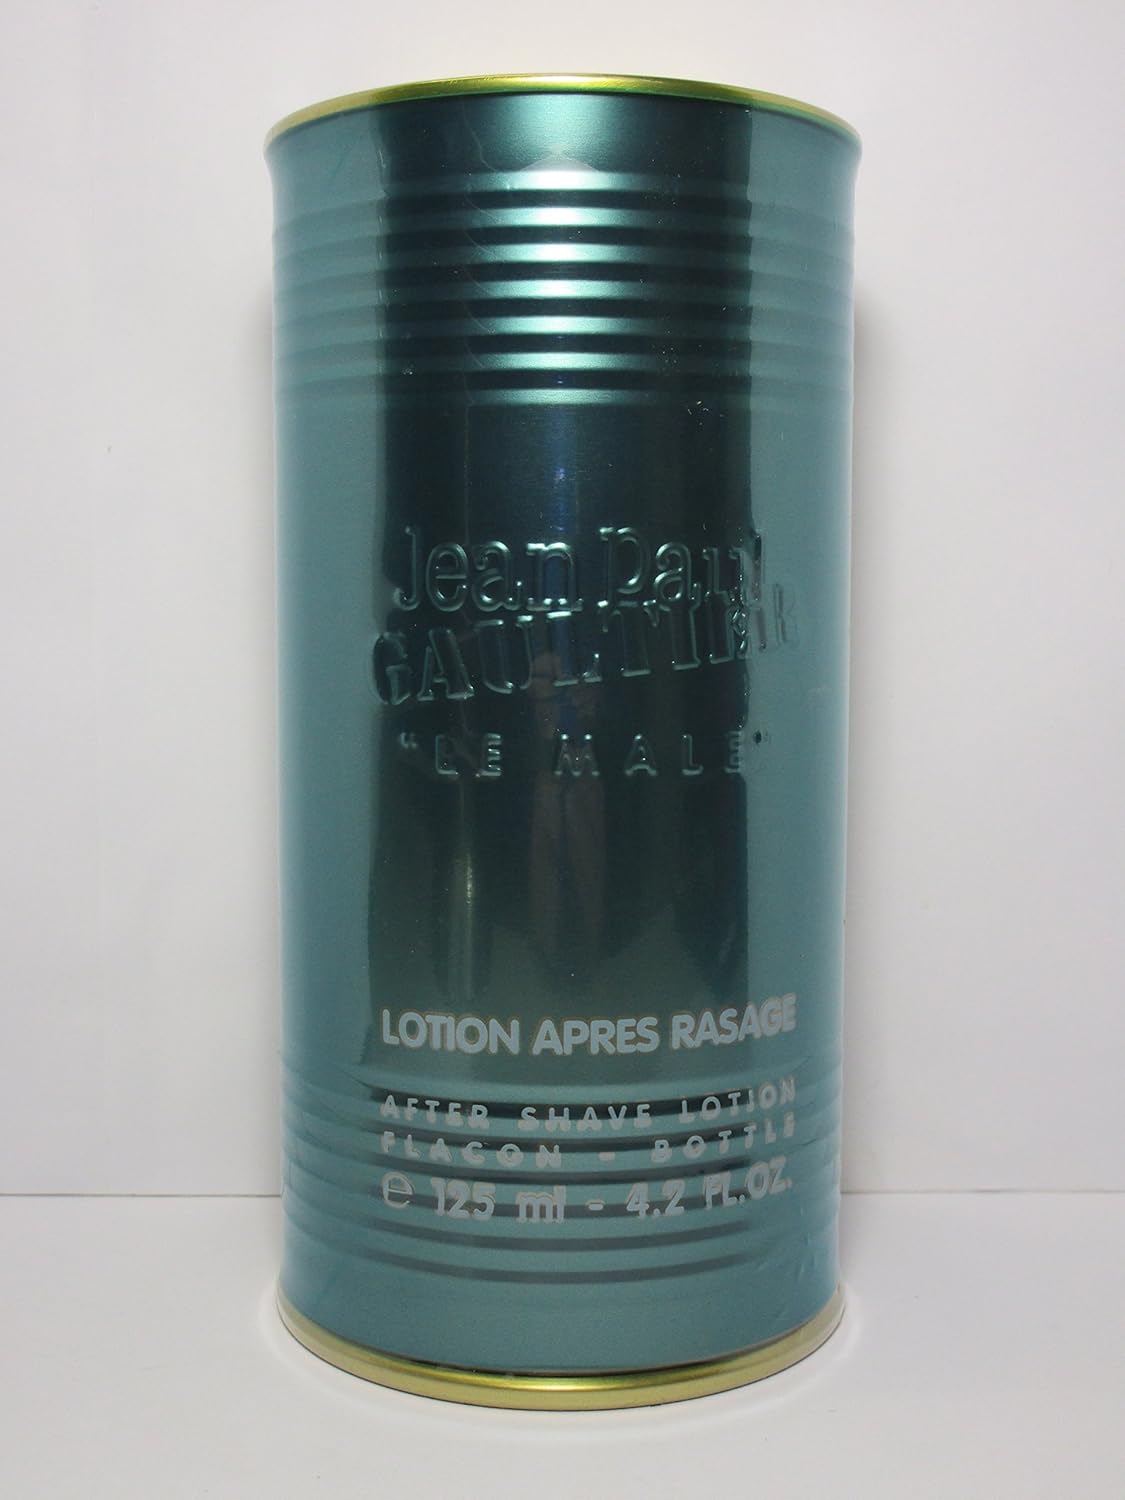 Jean Paul
GAULTIER
"LE MALE"
LOTION APRES RASAGE
AFTER SHAVE LOTION
FLACON - BOTTLE
℮ 125 ml - 4.2 FL.OZ.